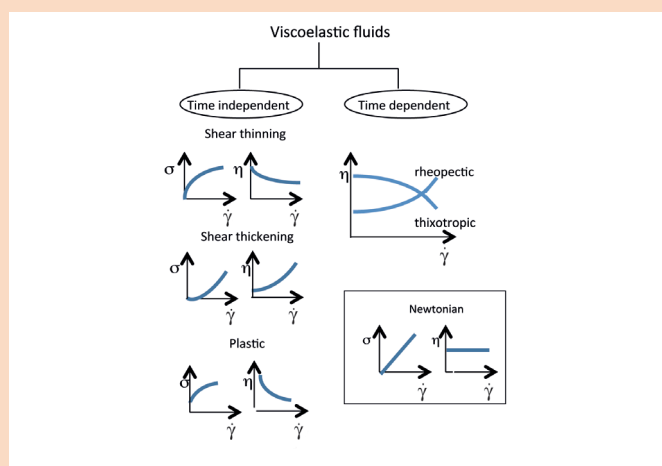 Viscoelastic fluids
Time independent
Time dependent
Shear thinning
σ
η
γ̇
γ̇
η
rheopectic
thixotropic
γ̇
Shear thickening
σ
η
γ̇
γ̇
Newtonian
σ
η
γ̇
γ̇
Plastic
σ
η
γ̇
γ̇